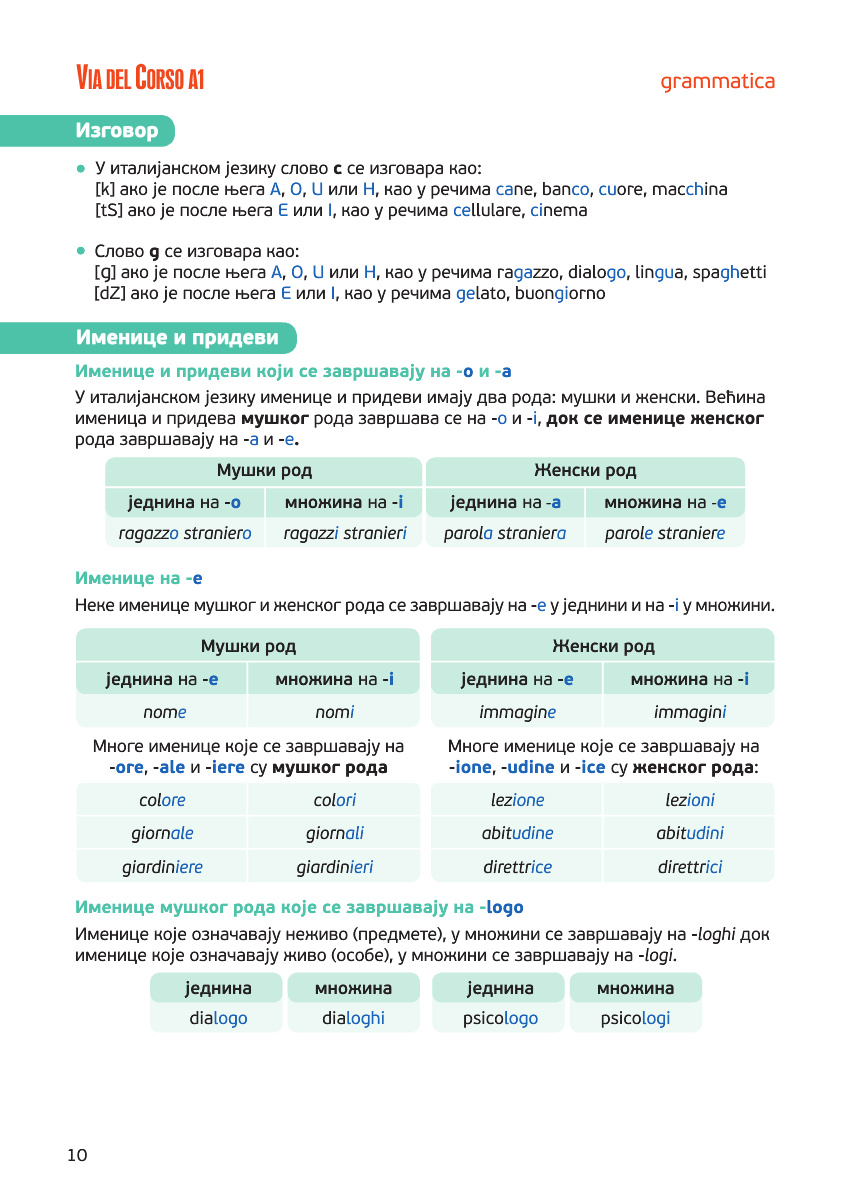 VIA DEL CORSO A1
grammatica
Изговор
У италијанском језику слово c се изговара као:
[k] ако је после њега A, O, U или H, као у речима cane, banco, cuore, macchina
[tS] ако је после њега E или I, као у речима cellulare, cinema
Слово g се изговара као:
[g] ако је после њега A, O, U или H, као у речима ragazzo, dialogo, lingua, spaghetti
[dZ] ако је после њега E или I, као у речима gelato, buongiorno
Именице и придеви
Именице и придеви који се завршавају на -o и -a
У италијанском језику именице и придеви имају два рода: мушки и женски. Већина
именица и придева мушког рода завршава се на -o и -i, док се именице женског
рода завршавају на -a и -e.
Мушки род Женски род
једнина на -o множина на -i једнина на -a множина на -e
ragazzo straniero ragazzi stranieri parola straniera parole straniere
Именице на -e
Неке именице мушког и женског рода се завршавају на -e у једнини и на -i у множини.
Мушки род Женски род
једнина на -e множина на -i једнина на -e множина на -i
nome nomi immagine immagini
Многе именице које се завршавају на
-ore, -ale и -iere су мушког рода
Многе именице које се завршавају на
-ione, -udine и -ice су женског рода:
colore colori lezione lezioni
giornale giornali abitudine abitudini
giardiniere giardinieri direttrice direttrici
Именице мушког рода које се завршавају на -logo
Именице које означавају неживо (предмете), у множини се завршавају на -loghi док
именице које означавају живо (особе), у множини се завршавају на -logi.
једнина множина једнина множина
dialogo dialoghi psicologo psicologi
10